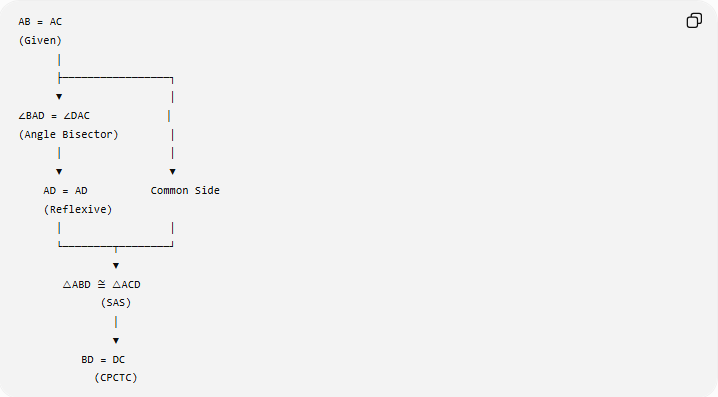 AB = AC
(Given)
∠BAD = ∠DAC
(Angle Bisector)
AD = AD Common Side
(Reflexive)
△ABD ≅ △ACD
(SAS)
BD = DC
(CPCTC)